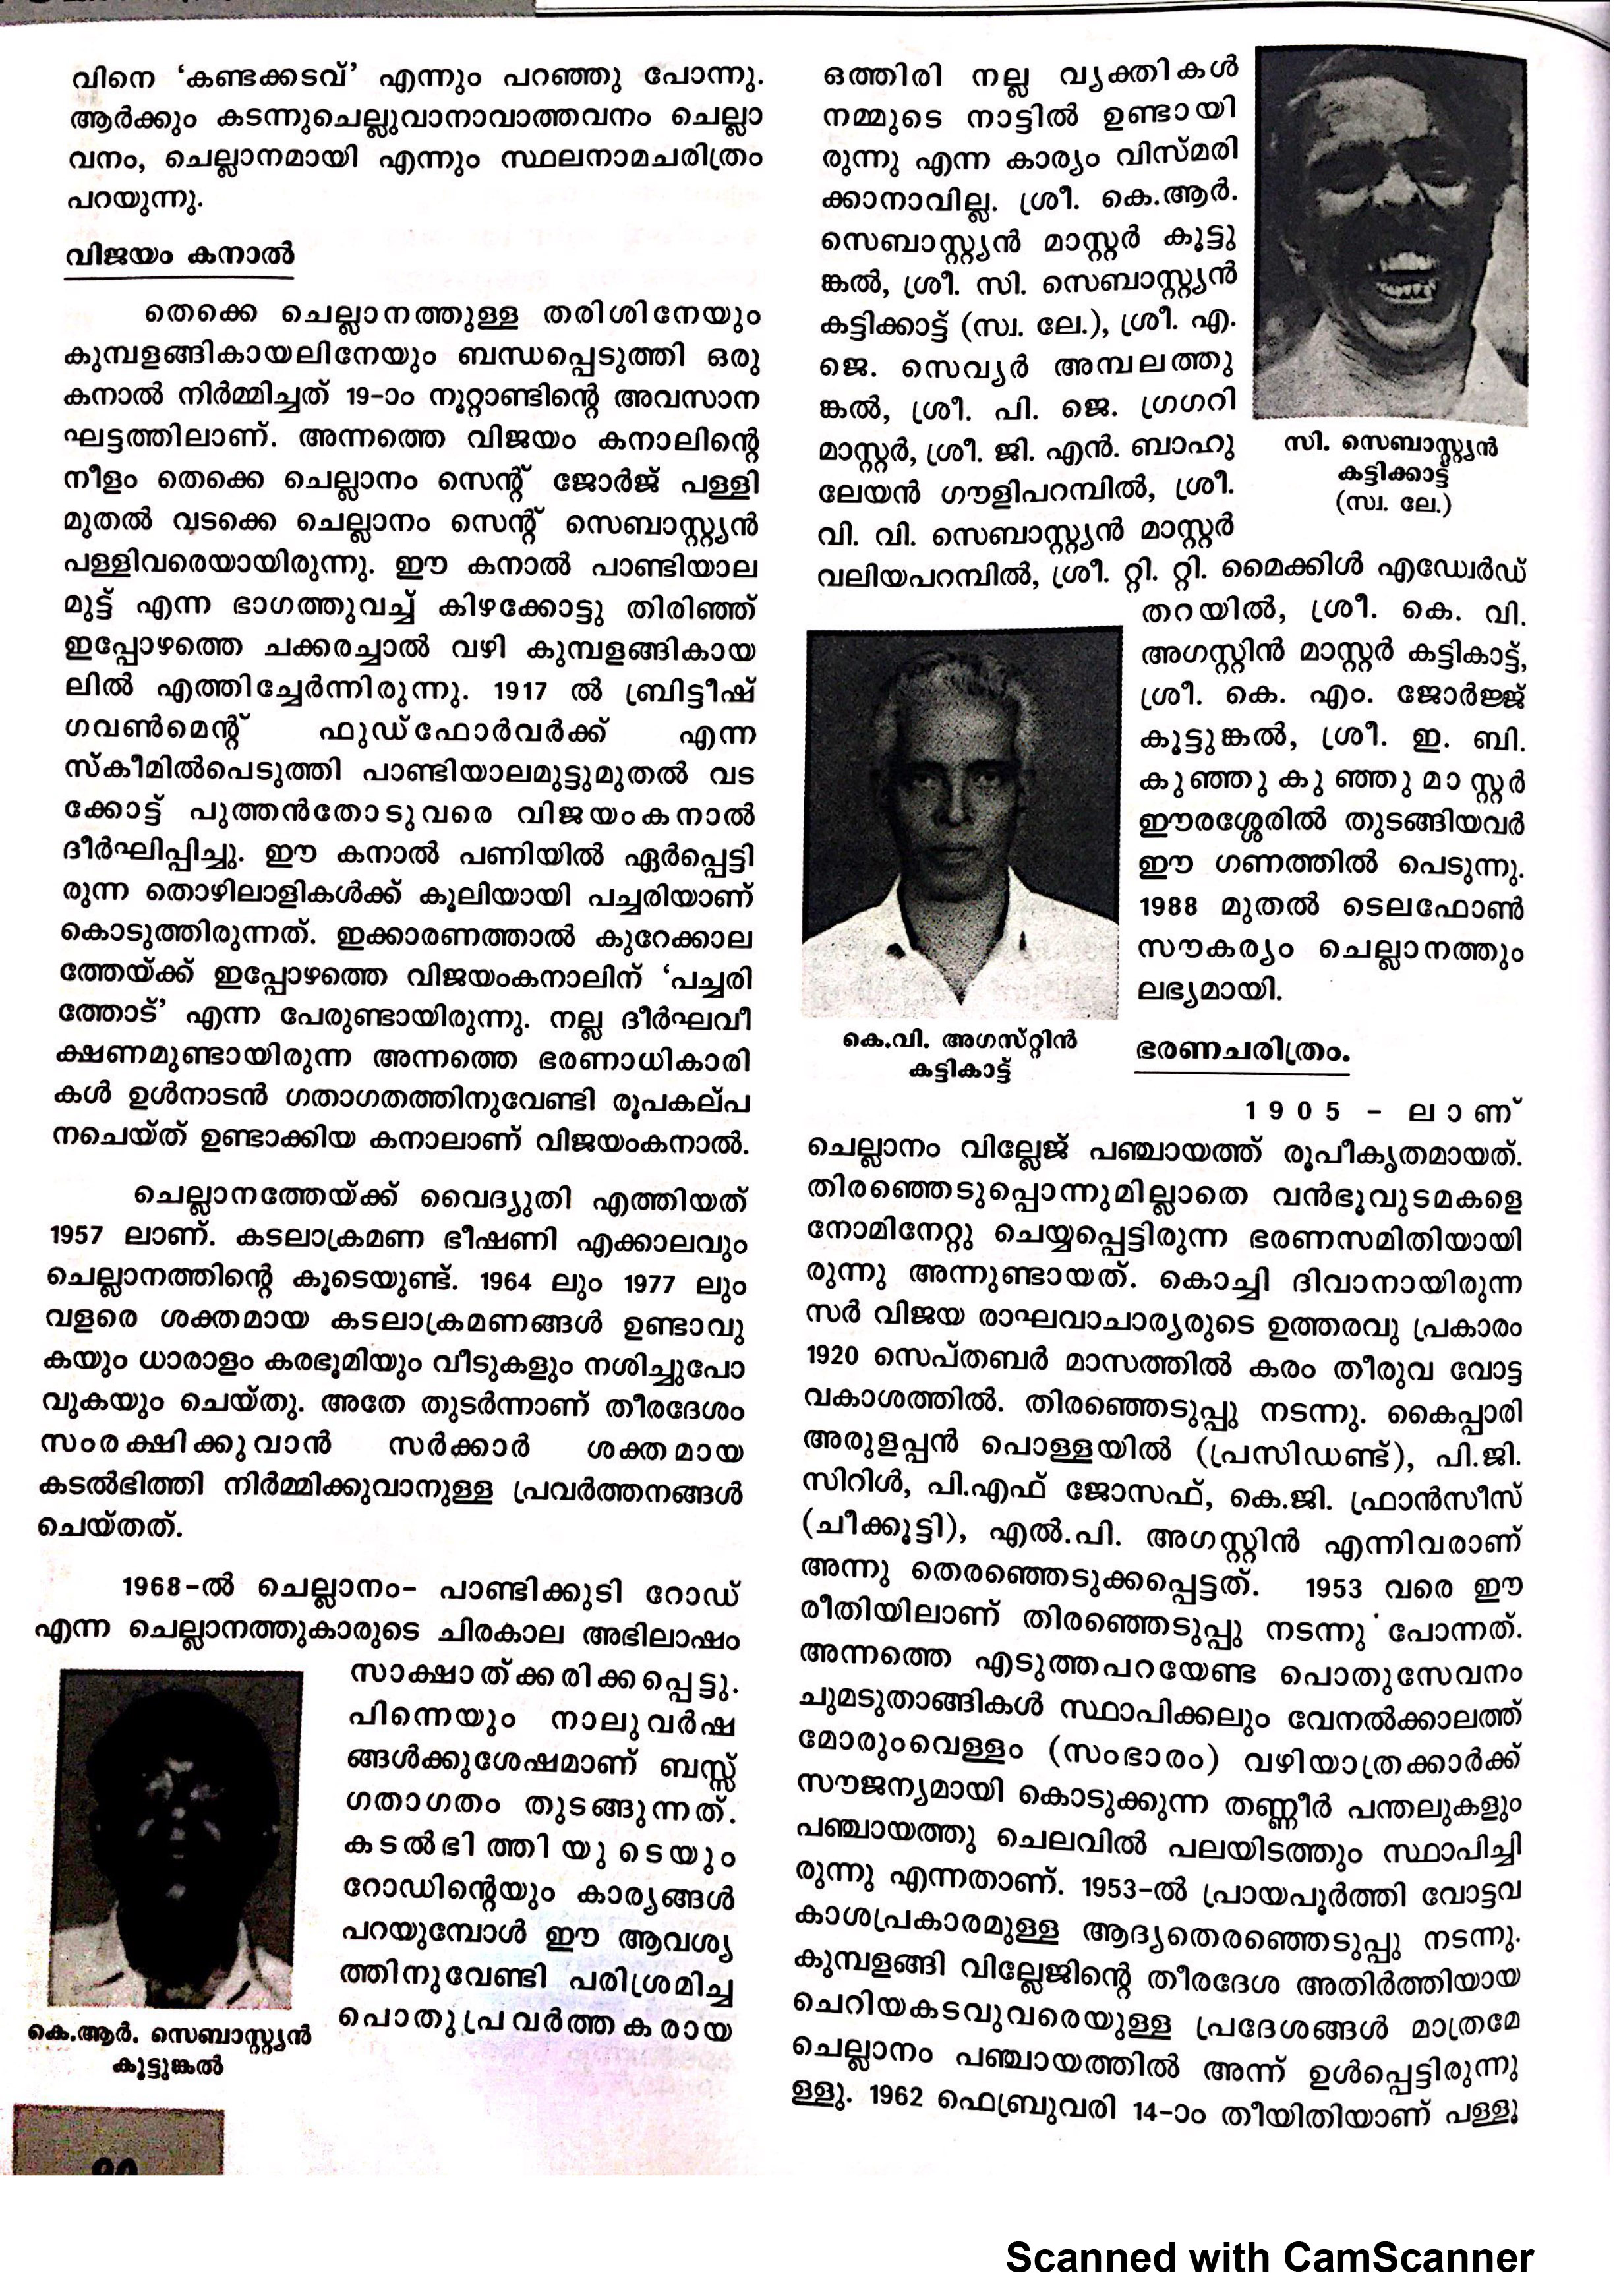 വിനെ ‘കണ്ടക്കടവ്’ എന്നും പറഞ്ഞു പോന്നു.
ആർക്കും കടന്നുചെല്ലുവാനാവാത്തവനം ചെല്ലാ
വനം, ചെല്ലാനമായി എന്നും സ്ഥലനാമചരിത്രം
പറയുന്നു.
വിജയം കനാൽ
തെക്കെ ചെല്ലാനത്തുള്ള തരിശിനേയും
കുമ്പളങ്ങികായലിനേയും ബന്ധപ്പെടുത്തി ഒരു
കനാൽ നിർമ്മിച്ചത് 19-ാം നൂറ്റാണ്ടിന്റെ അവസാന
ഘട്ടത്തിലാണ്. അന്നത്തെ വിജയം കനാലിന്റെ
നീളം തെക്കെ ചെല്ലാനം സെന്റ് ജോർജ് പള്ളി
മുതൽ വടക്കെ ചെല്ലാനം സെന്റ് സെബാസ്റ്റ്യൻ
പള്ളിവരെയായിരുന്നു. ഈ കനാൽ പാണ്ടിയാല
മുട്ട് എന്ന ഭാഗത്തുവച്ച് കിഴക്കോട്ടു തിരിഞ്ഞ്
ഇപ്പോഴത്തെ ചക്കരച്ചാൽ വഴി കുമ്പളങ്ങികായ
ലിൽ എത്തിച്ചേർന്നിരുന്നു. 1917 ൽ ബ്രിട്ടീഷ്
ഗവൺമെന്റ് ഫുഡ്ഫോർവർക്ക് എന്ന
സ്കീമിൽപെടുത്തി പാണ്ടിയാലമുട്ടുമുതൽ വട
ക്കോട്ട് പുത്തൻതോടുവരെ വിജയംകനാൽ
ദീർഘിപ്പിച്ചു. ഈ കനാൽ പണിയിൽ ഏർപ്പെട്ടി
രുന്ന തൊഴിലാളികൾക്ക് കൂലിയായി പച്ചരിയാണ്
കൊടുത്തിരുന്നത്. ഇക്കാരണത്താൽ കുറേക്കാല
ത്തേയ്ക്ക് ഇപ്പോഴത്തെ വിജയംകനാലിന് ‘പച്ചരി
ത്തോട്’ എന്ന പേരുണ്ടായിരുന്നു. നല്ല ദീർഘവീ
ക്ഷണമുണ്ടായിരുന്ന അന്നത്തെ ഭരണാധികാരി
കൾ ഉൾനാടൻ ഗതാഗതത്തിനുവേണ്ടി രൂപകല്പ
നചെയ്ത് ഉണ്ടാക്കിയ കനാലാണ് വിജയംകനാൽ.
ചെല്ലാനത്തേയ്ക്ക് വൈദ്യുതി എത്തിയത്
1957 ലാണ്. കടലാക്രമണ ഭീഷണി എക്കാലവും
ചെല്ലാനത്തിന്റെ കൂടെയുണ്ട്. 1964 ലും 1977 ലും
വളരെ ശക്തമായ കടലാക്രമണങ്ങൾ ഉണ്ടാവു
കയും ധാരാളം കരഭൂമിയും വീടുകളും നശിച്ചുപോ
വുകയും ചെയ്തു. അതേ തുടർന്നാണ് തീരദേശം
സംരക്ഷിക്കുവാൻ സർക്കാർ ശക്തമായ
കടൽഭിത്തി നിർമ്മിക്കുവാനുള്ള പ്രവർത്തനങ്ങൾ
ചെയ്തത്.
1968-ൽ ചെല്ലാനം- പാണ്ടിക്കുടി റോഡ്
എന്ന ചെല്ലാനത്തുകാരുടെ ചിരകാല അഭിലാഷം
സാക്ഷാത്ക്കരിക്കപ്പെട്ടു.
പിന്നെയും നാലുവർഷ
ങ്ങൾക്കുശേഷമാണ് ബസ്സ്
ഗതാഗതം തുടങ്ങുന്നത്.
കടൽഭിത്തിയുടെയും
റോഡിന്റെയും കാര്യങ്ങൾ
പറയുമ്പോൾ ഈ ആവശ്യ
ത്തിനുവേണ്ടി പരിശ്രമിച്ച
പൊതുപ്രവർത്തകരായ
കെ.ആർ. സെബാസ്റ്റ്യൻ
കൂട്ടുങ്കൽ
ഒത്തിരി നല്ല വ്യക്തികൾ
നമ്മുടെ നാട്ടിൽ ഉണ്ടായി
രുന്നു എന്ന കാര്യം വിസ്മരി
ക്കാനാവില്ല. ശ്രീ. കെ.ആർ.
സെബാസ്റ്റ്യൻ മാസ്റ്റർ കൂട്ടു
ങ്കൽ, ശ്രീ. സി. സെബാസ്റ്റ്യൻ
കട്ടിക്കാട്ട് (സ്വ. ലേ.), ശ്രീ. എ.
ജെ. സെവ്യർ അമ്പലത്തു
ങ്കൽ, ശ്രീ. പി. ജെ. ഗ്രഗറി
മാസ്റ്റർ, ശ്രീ. ജി. എൻ. ബാഹു
ലേയൻ ഗൗളിപറമ്പിൽ, ശ്രീ.
വി. വി. സെബാസ്റ്റ്യൻ മാസ്റ്റർ
വലിയപറമ്പിൽ, ശ്രീ. റ്റി. റ്റി. മൈക്കിൾ എഡ്വേർഡ്
സി. സെബാസ്റ്റ്യൻ
കട്ടിക്കാട്ട്
(സ്വ. ലേ.)
തറയിൽ, ശ്രീ. കെ. വി.
അഗസ്റ്റിൻ മാസ്റ്റർ കട്ടികാട്ട്,
ശ്രീ. കെ. എം. ജോർജ്ജ്
കൂട്ടുങ്കൽ, ശ്രീ. ഇ. ബി.
കുഞ്ഞുകുഞ്ഞുമാസ്റ്റർ
ഈരശ്ശേരിൽ തുടങ്ങിയവർ
ഈ ഗണത്തിൽ പെടുന്നു.
1988 മുതൽ ടെലഫോൺ
സൗകര്യം ചെല്ലാനത്തും
ലഭ്യമായി.
കെ.വി. അഗസ്റ്റിൻ
കട്ടികാട്ട്
ഭരണചരിത്രം.
1905 - ലാണ്
ചെല്ലാനം വില്ലേജ് പഞ്ചായത്ത് രൂപീകൃതമായത്.
തിരഞ്ഞെടുപ്പൊന്നുമില്ലാതെ വൻഭൂവുടമകളെ
നോമിനേറ്റു ചെയ്യപ്പെട്ടിരുന്ന ഭരണസമിതിയായി
രുന്നു അന്നുണ്ടായത്. കൊച്ചി ദിവാനായിരുന്ന
സർ വിജയ രാഘവാചാര്യരുടെ ഉത്തരവു പ്രകാരം
1920 സെപ്തബർ മാസത്തിൽ കരം തീരുവ വോട്ട
വകാശത്തിൽ. തിരഞ്ഞെടുപ്പു നടന്നു. കൈപ്പാരി
അരുളപ്പൻ പൊള്ളയിൽ (പ്രസിഡണ്ട്), പി.ജി.
സിറിൾ, പി.എഫ് ജോസഫ്, കെ.ജി. ഫ്രാൻസീസ്
(ചീക്കൂട്ടി), എൽ.പി. അഗസ്റ്റിൻ എന്നിവരാണ്
അന്നു തെരഞ്ഞെടുക്കപ്പെട്ടത്. 1953 വരെ ഈ
രീതിയിലാണ് തിരഞ്ഞെടുപ്പു നടന്നു പോന്നത്.
അന്നത്തെ എടുത്തപറയേണ്ട പൊതുസേവനം
ചുമടുതാങ്ങികൾ സ്ഥാപിക്കലും വേനൽക്കാലത്ത്
മോരുംവെള്ളം (സംഭാരം) വഴിയാത്രക്കാർക്ക്
സൗജന്യമായി കൊടുക്കുന്ന തണ്ണീർ പന്തലുകളും
പഞ്ചായത്തു ചെലവിൽ പലയിടത്തും സ്ഥാപിച്ചി
രുന്നു എന്നതാണ്. 1953-ൽ പ്രായപൂർത്തി വോട്ടവ
കാശപ്രകാരമുള്ള ആദ്യതെരഞ്ഞെടുപ്പു നടന്നു.
കുമ്പളങ്ങി വില്ലേജിന്റെ തീരദേശ അതിർത്തിയായ
ചെറിയകടവുവരെയുള്ള പ്രദേശങ്ങൾ മാത്രമേ
ചെല്ലാനം പഞ്ചായത്തിൽ അന്ന് ഉൾപ്പെട്ടിരുന്നു
ള്ളു. 1962 ഫെബ്രുവരി 14-ാം തീയിതിയാണ് പള്ളൂ
Scanned with CamScanner